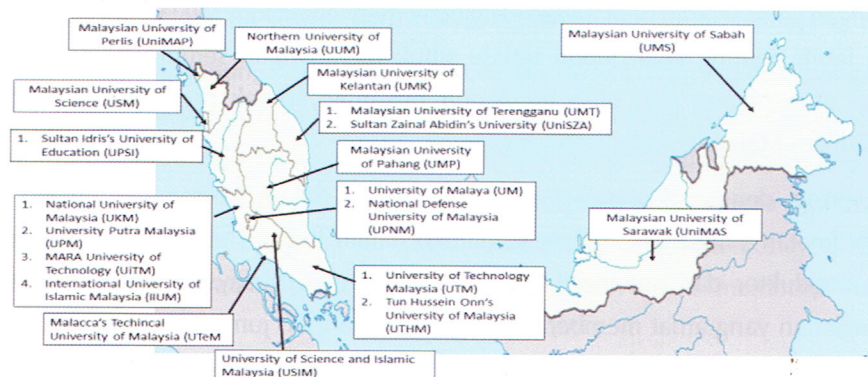 Malaysian University of
Perlis (UniMAP)
Northern University of
Malaysia (UUM)
Malaysian University of Sabah
(UMS)
Malaysian University of
Kelantan (UMK)
Malaysian University of
Science (USM)
1. Malaysian University of Terengganu (UMT)
2. Sultan Zainal Abidin's University (UniSZA)
1. Sultan Idris's University of
Education (UPSI)
Malaysian University
of Pahang (UMP)
1. University of Malaya (UM)
2. National Defense
University of Malaysia
(UPNM)
1. National University of
Malaysia (UKM)
2. University Putra Malaysia
(UPM)
3. MARA University of
Technology (UiTM)
4. International University of
Islamic Malaysia (IIUM)
Malaysian University of
Sarawak (UniMAS
1. University of Technology
Malaysia (UTM)
2. Tun Hussein Onn's
University of Malaysia
(UTHM)
Malacca's Techincal
University of Malaysia (UTeM
University of Science and Islamic
Malaysia (USIM)